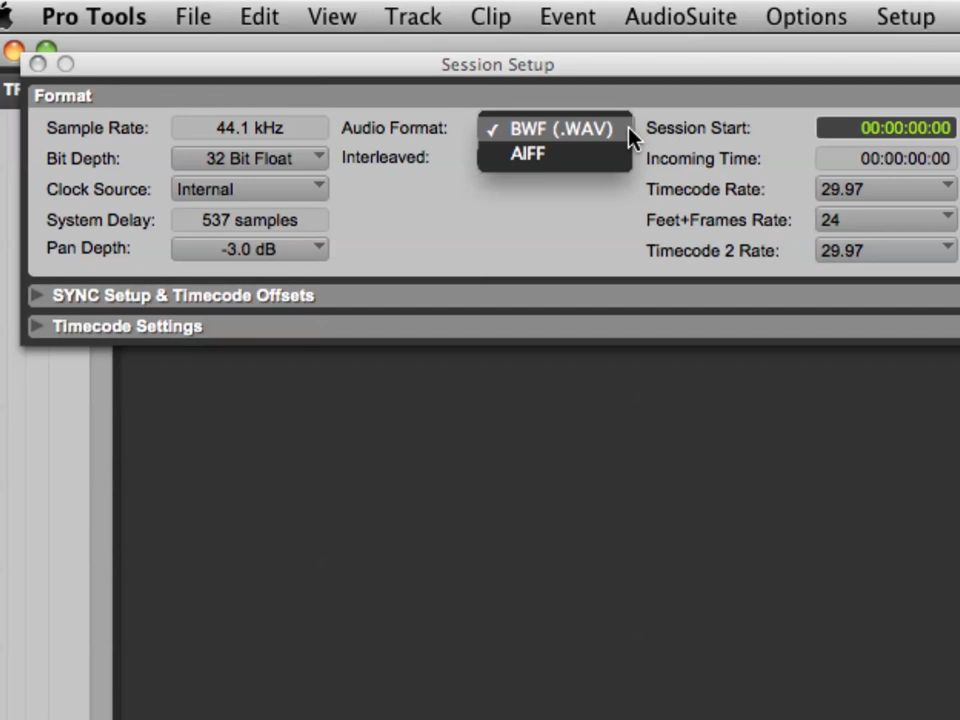 Pro Tools File Edit View Track Clip Event AudioSuite Options Setup
Session Setup
Format
Sample Rate: 44.1 kHz Audio Format: ✓ BWF (.WAV) Session Start: 00:00:00:00
Bit Depth: 32 Bit Float Interleaved: AIFF Incoming Time: 00:00:00:00
Clock Source: Internal Timecode Rate: 29.97
System Delay: 537 samples Feet+Frames Rate: 24
Pan Depth: -3.0 dB Timecode 2 Rate: 29.97
SYNC Setup & Timecode Offsets
Timecode Settings